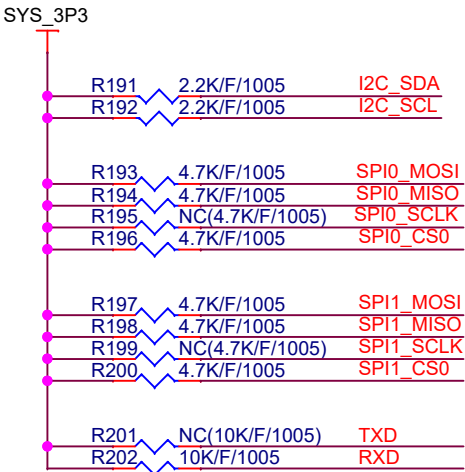 SYS_3P3
R191 2.2K/F/1005 I2C_SDA
R192 2.2K/F/1005 I2C_SCL
R193 4.7K/F/1005 SPI0_MOSI
R194 4.7K/F/1005 SPI0_MISO
R195 NC(4.7K/F/1005) SPI0_SCLK
R196 4.7K/F/1005 SPI0_CS0
R197 4.7K/F/1005 SPI1_MOSI
R198 4.7K/F/1005 SPI1_MISO
R199 NC(4.7K/F/1005) SPI1_SCLK
R200 4.7K/F/1005 SPI1_CS0
R201 NC(10K/F/1005) TXD
R202 10K/F/1005 RXD